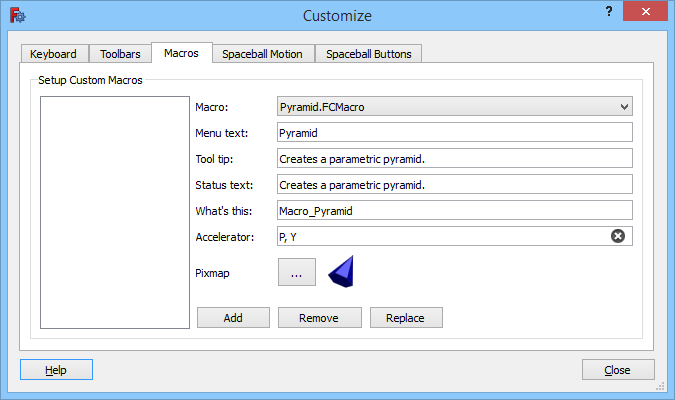 Customize
?
Keyboard Toolbars Macros Spaceball Motion Spaceball Buttons
Setup Custom Macros
Macro: Pyramid.FCMacro
Menu text: Pyramid
Tool tip: Creates a parametric pyramid.
Status text: Creates a parametric pyramid.
What's this: Macro_Pyramid
Accelerator: P, Y
Pixmap ...
Add Remove Replace
Help Close